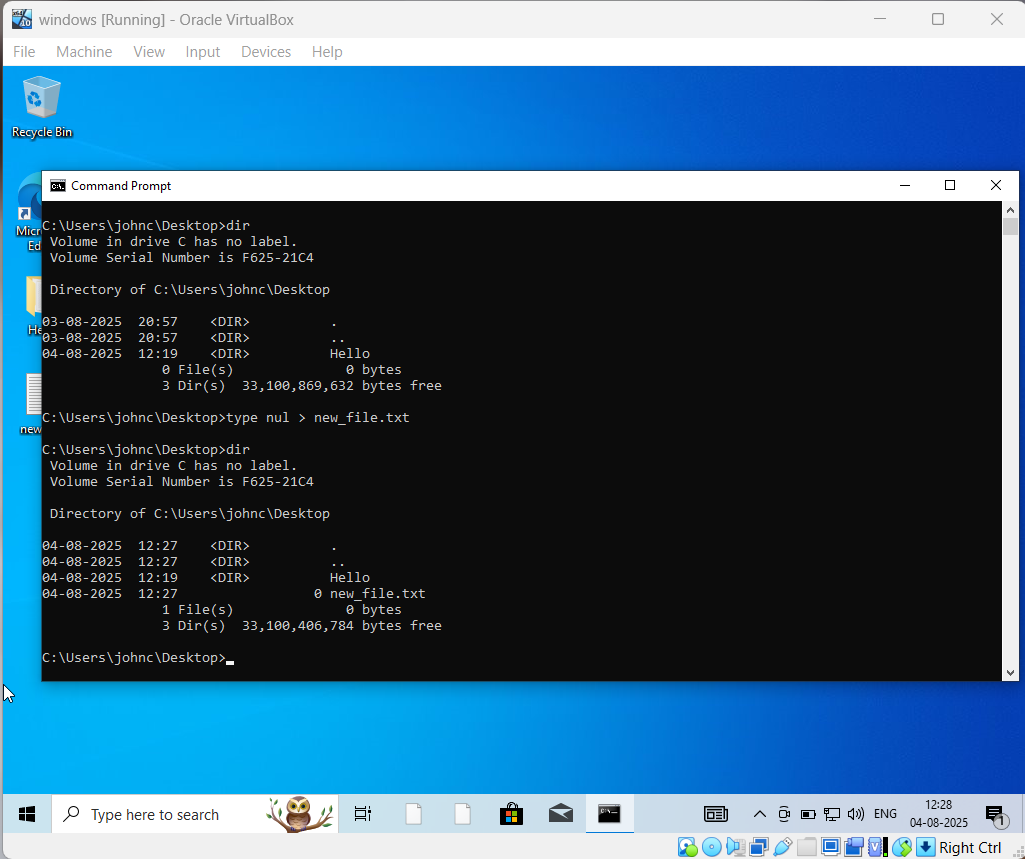 windows [Running] - Oracle VirtualBox
File Machine View Input Devices Help
Recycle Bin
Micr
Ed
He
new
Command Prompt
C:\Users\johnc\Desktop>dir
 Volume in drive C has no label.
 Volume Serial Number is F625-21C4
 Directory of C:\Users\johnc\Desktop
03-08-2025  20:57    <DIR>          .
03-08-2025  20:57    <DIR>          ..
04-08-2025  12:19    <DIR>          Hello
               0 File(s)              0 bytes
               3 Dir(s)  33,100,869,632 bytes free
C:\Users\johnc\Desktop>type nul > new_file.txt
C:\Users\johnc\Desktop>dir
 Volume in drive C has no label.
 Volume Serial Number is F625-21C4
 Directory of C:\Users\johnc\Desktop
04-08-2025  12:27    <DIR>          .
04-08-2025  12:27    <DIR>          ..
04-08-2025  12:19    <DIR>          Hello
04-08-2025  12:27                 0 new_file.txt
               1 File(s)              0 bytes
               3 Dir(s)  33,100,406,784 bytes free
C:\Users\johnc\Desktop>
Type here to search
ENG
12:28
04-08-2025
1
Right Ctrl